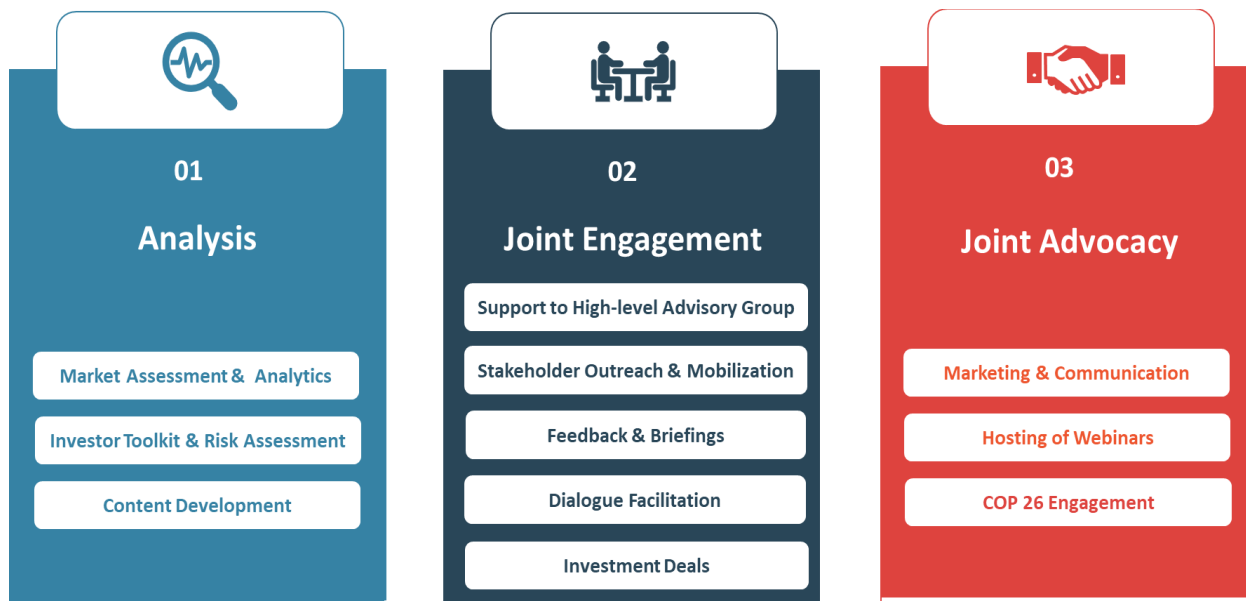 01
Analysis
Market Assessment & Analytics
Investor Toolkit & Risk Assessment
Content Development
02
Joint Engagement
Support to High-level Advisory Group
Stakeholder Outreach & Mobilization
Feedback & Briefings
Dialogue Facilitation
Investment Deals
03
Joint Advocacy
Marketing & Communication
Hosting of Webinars
COP 26 Engagement